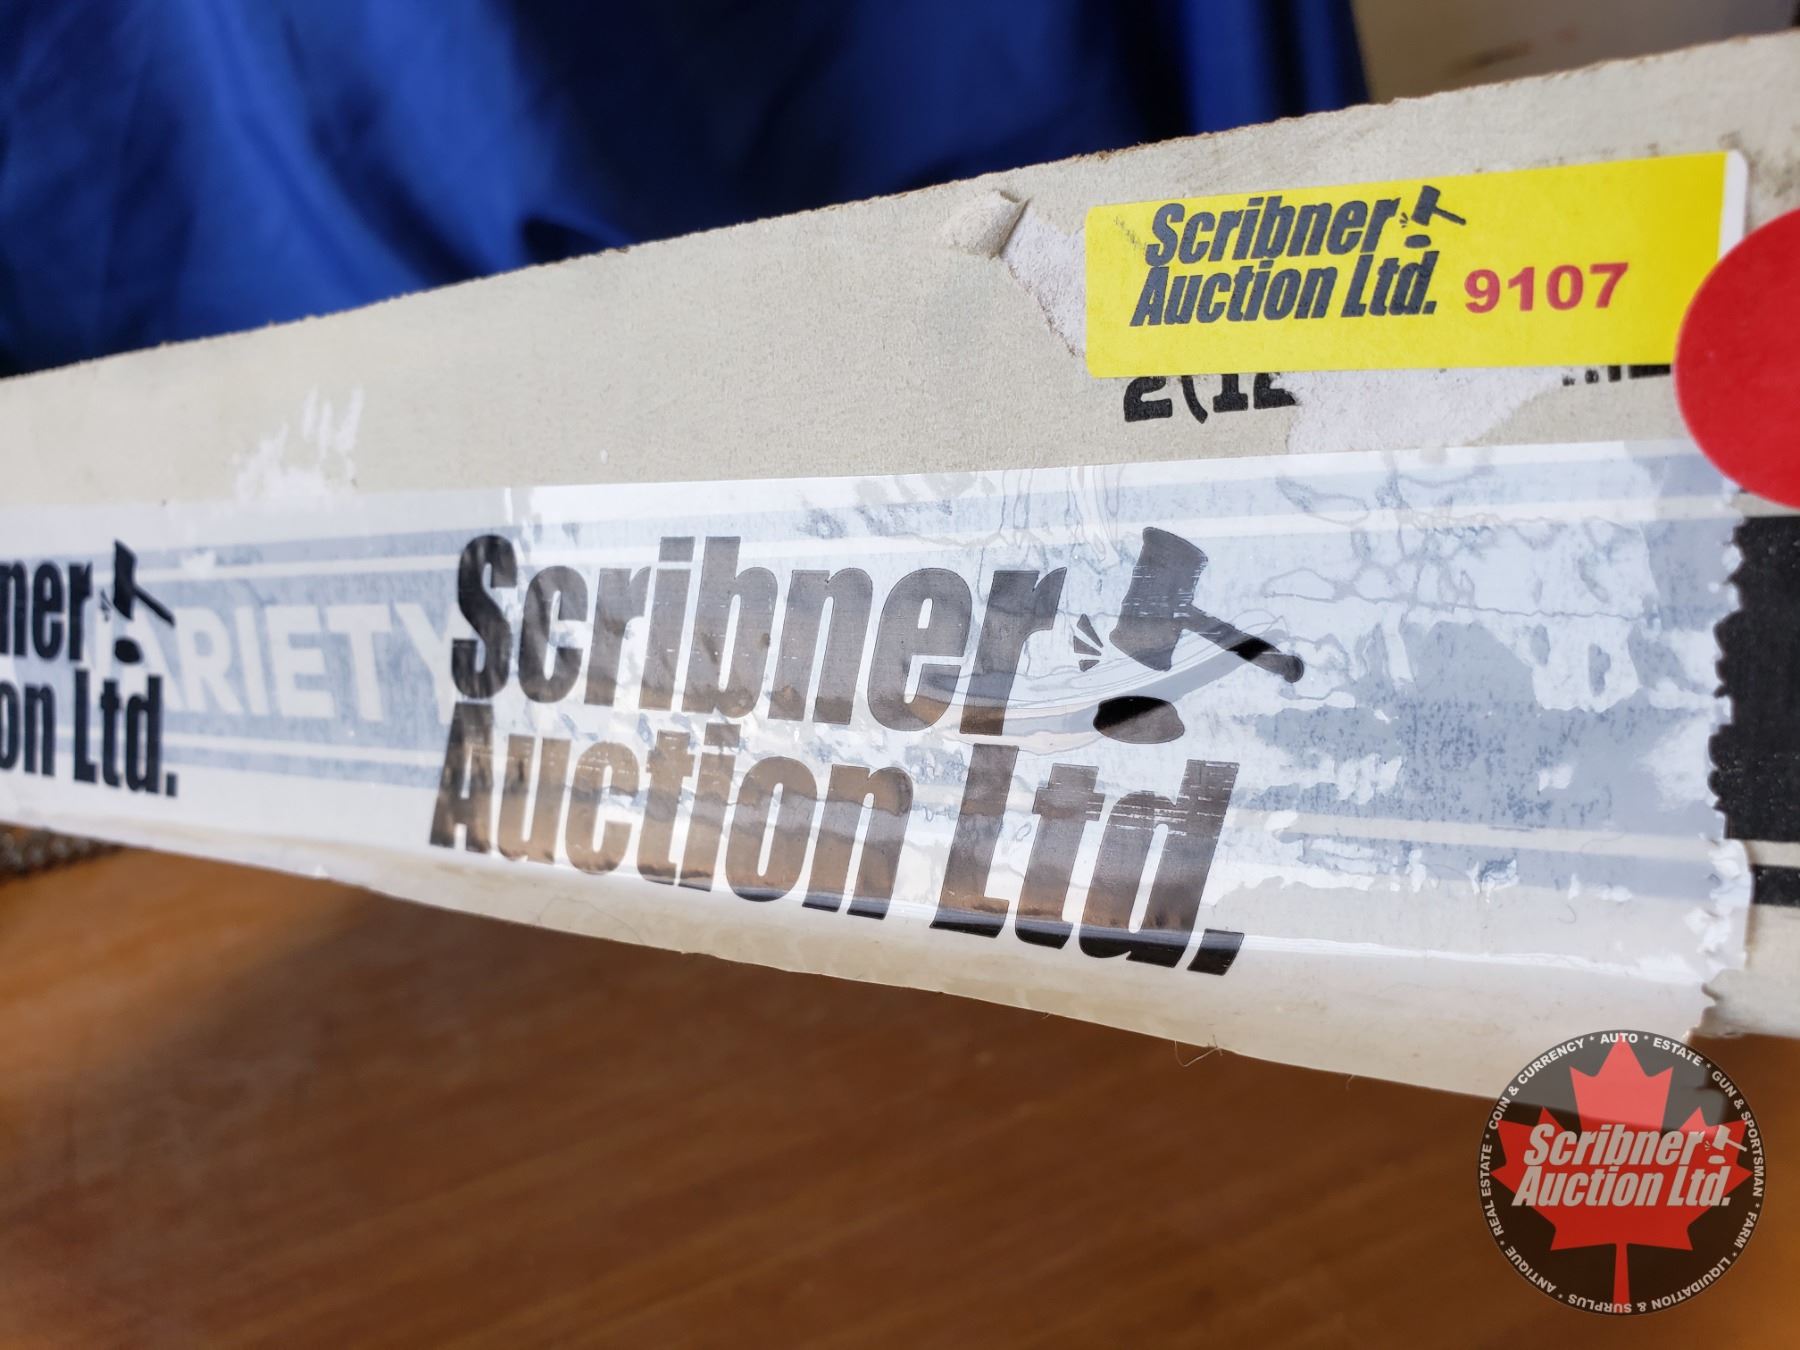 Scribner
Auction Ltd. 9107
2(12
ner
on Ltd.
ARIETY
Scribner
Auction Ltd.
ANTIQUE * REAL ESTATE * COIN & CURRENCY * AUTO * ESTATE * GUN & SPORTSMAN * FARM * LIQUIDATION & SURPLUS *
Scribner
Auction Ltd.